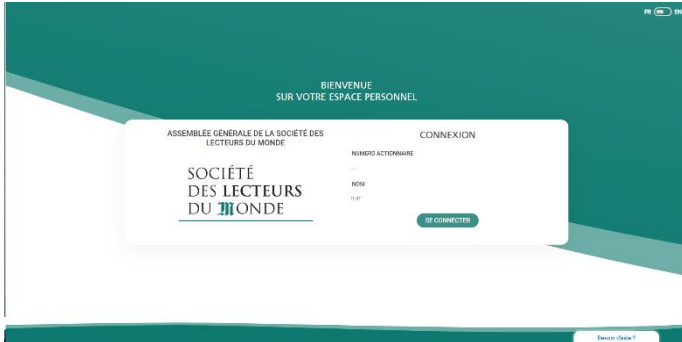 FR EN
BIENVENUE
SUR VOTRE ESPACE PERSONNEL
ASSEMBLÉE GÉNÉRALE DE LA SOCIÉTÉ DES
LECTEURS DU MONDE
SOCIÉTÉ
DES LECTEURS
DU MONDE
CONNEXION
NUMERO ACTIONNAIRE
NOM
SE CONNECTER
Besoin d'aide ?